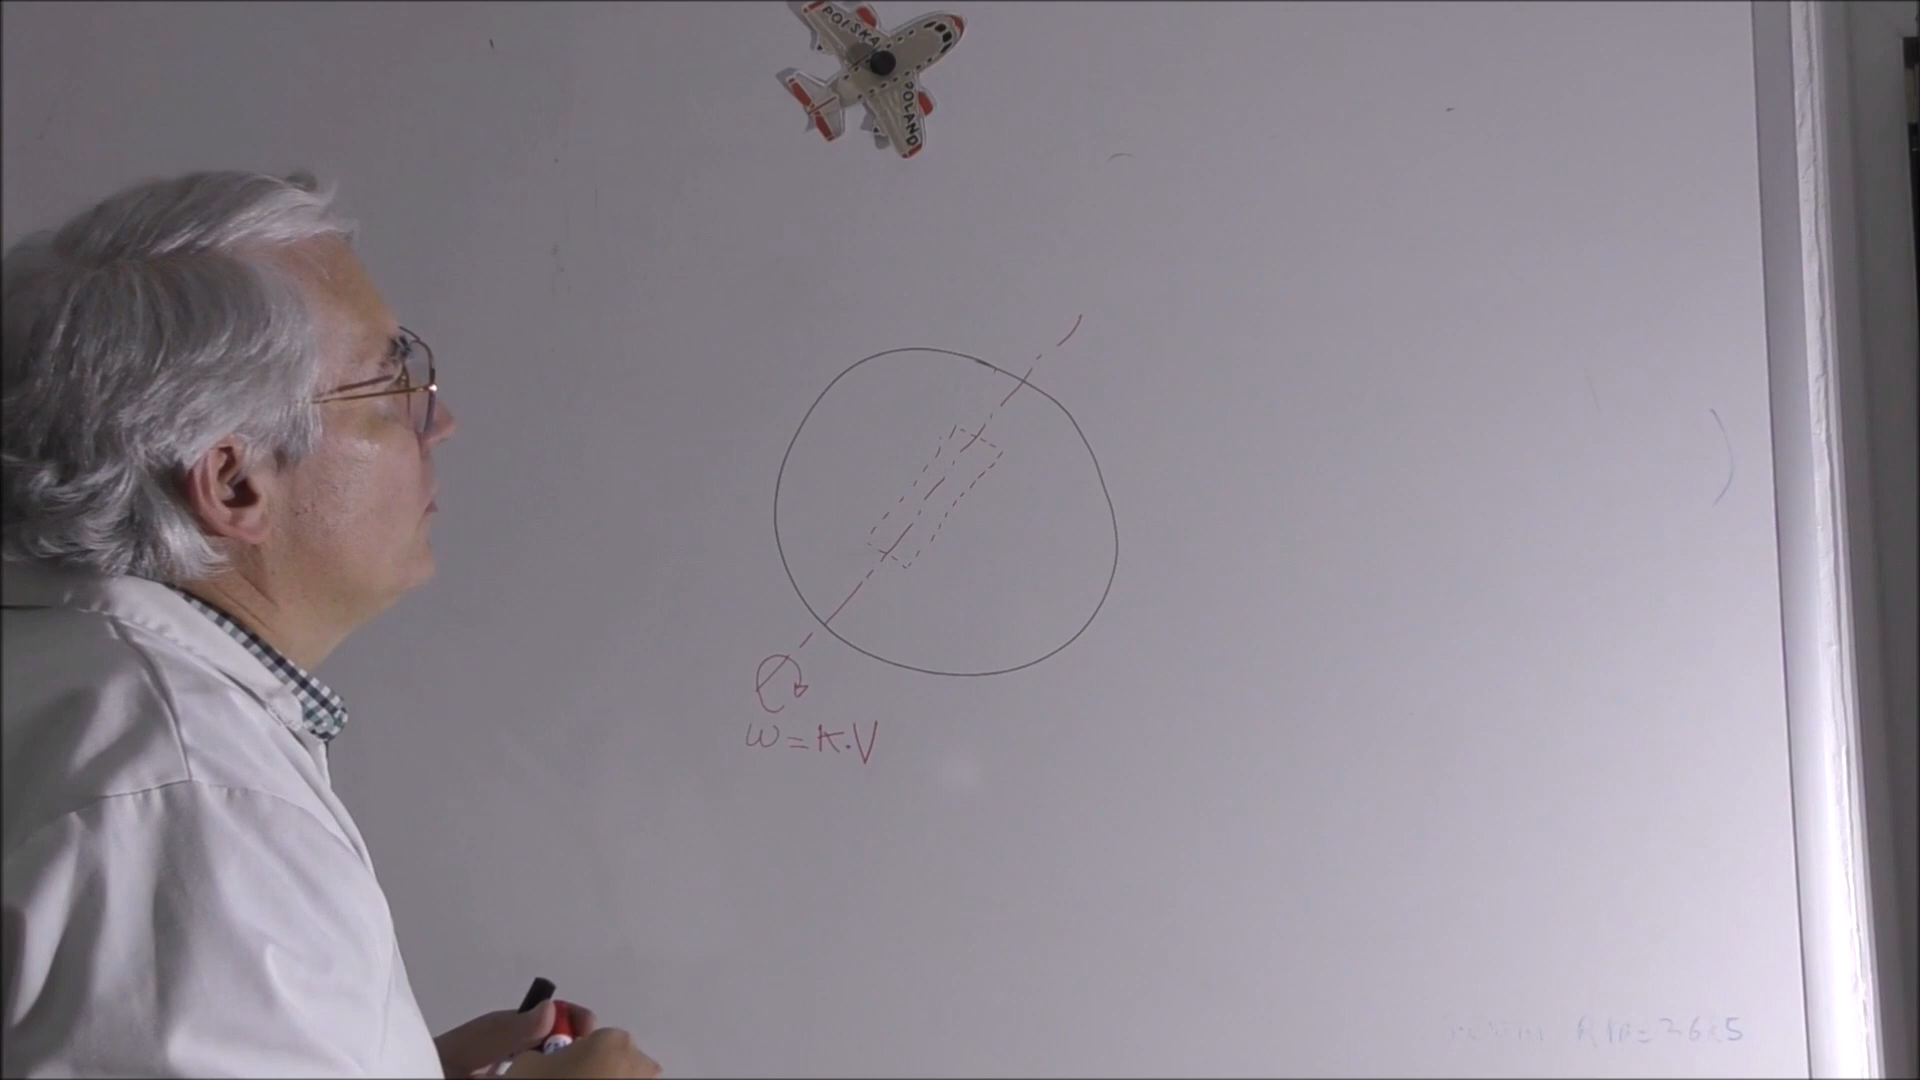 POLSKA
POLAND
ω = K.V